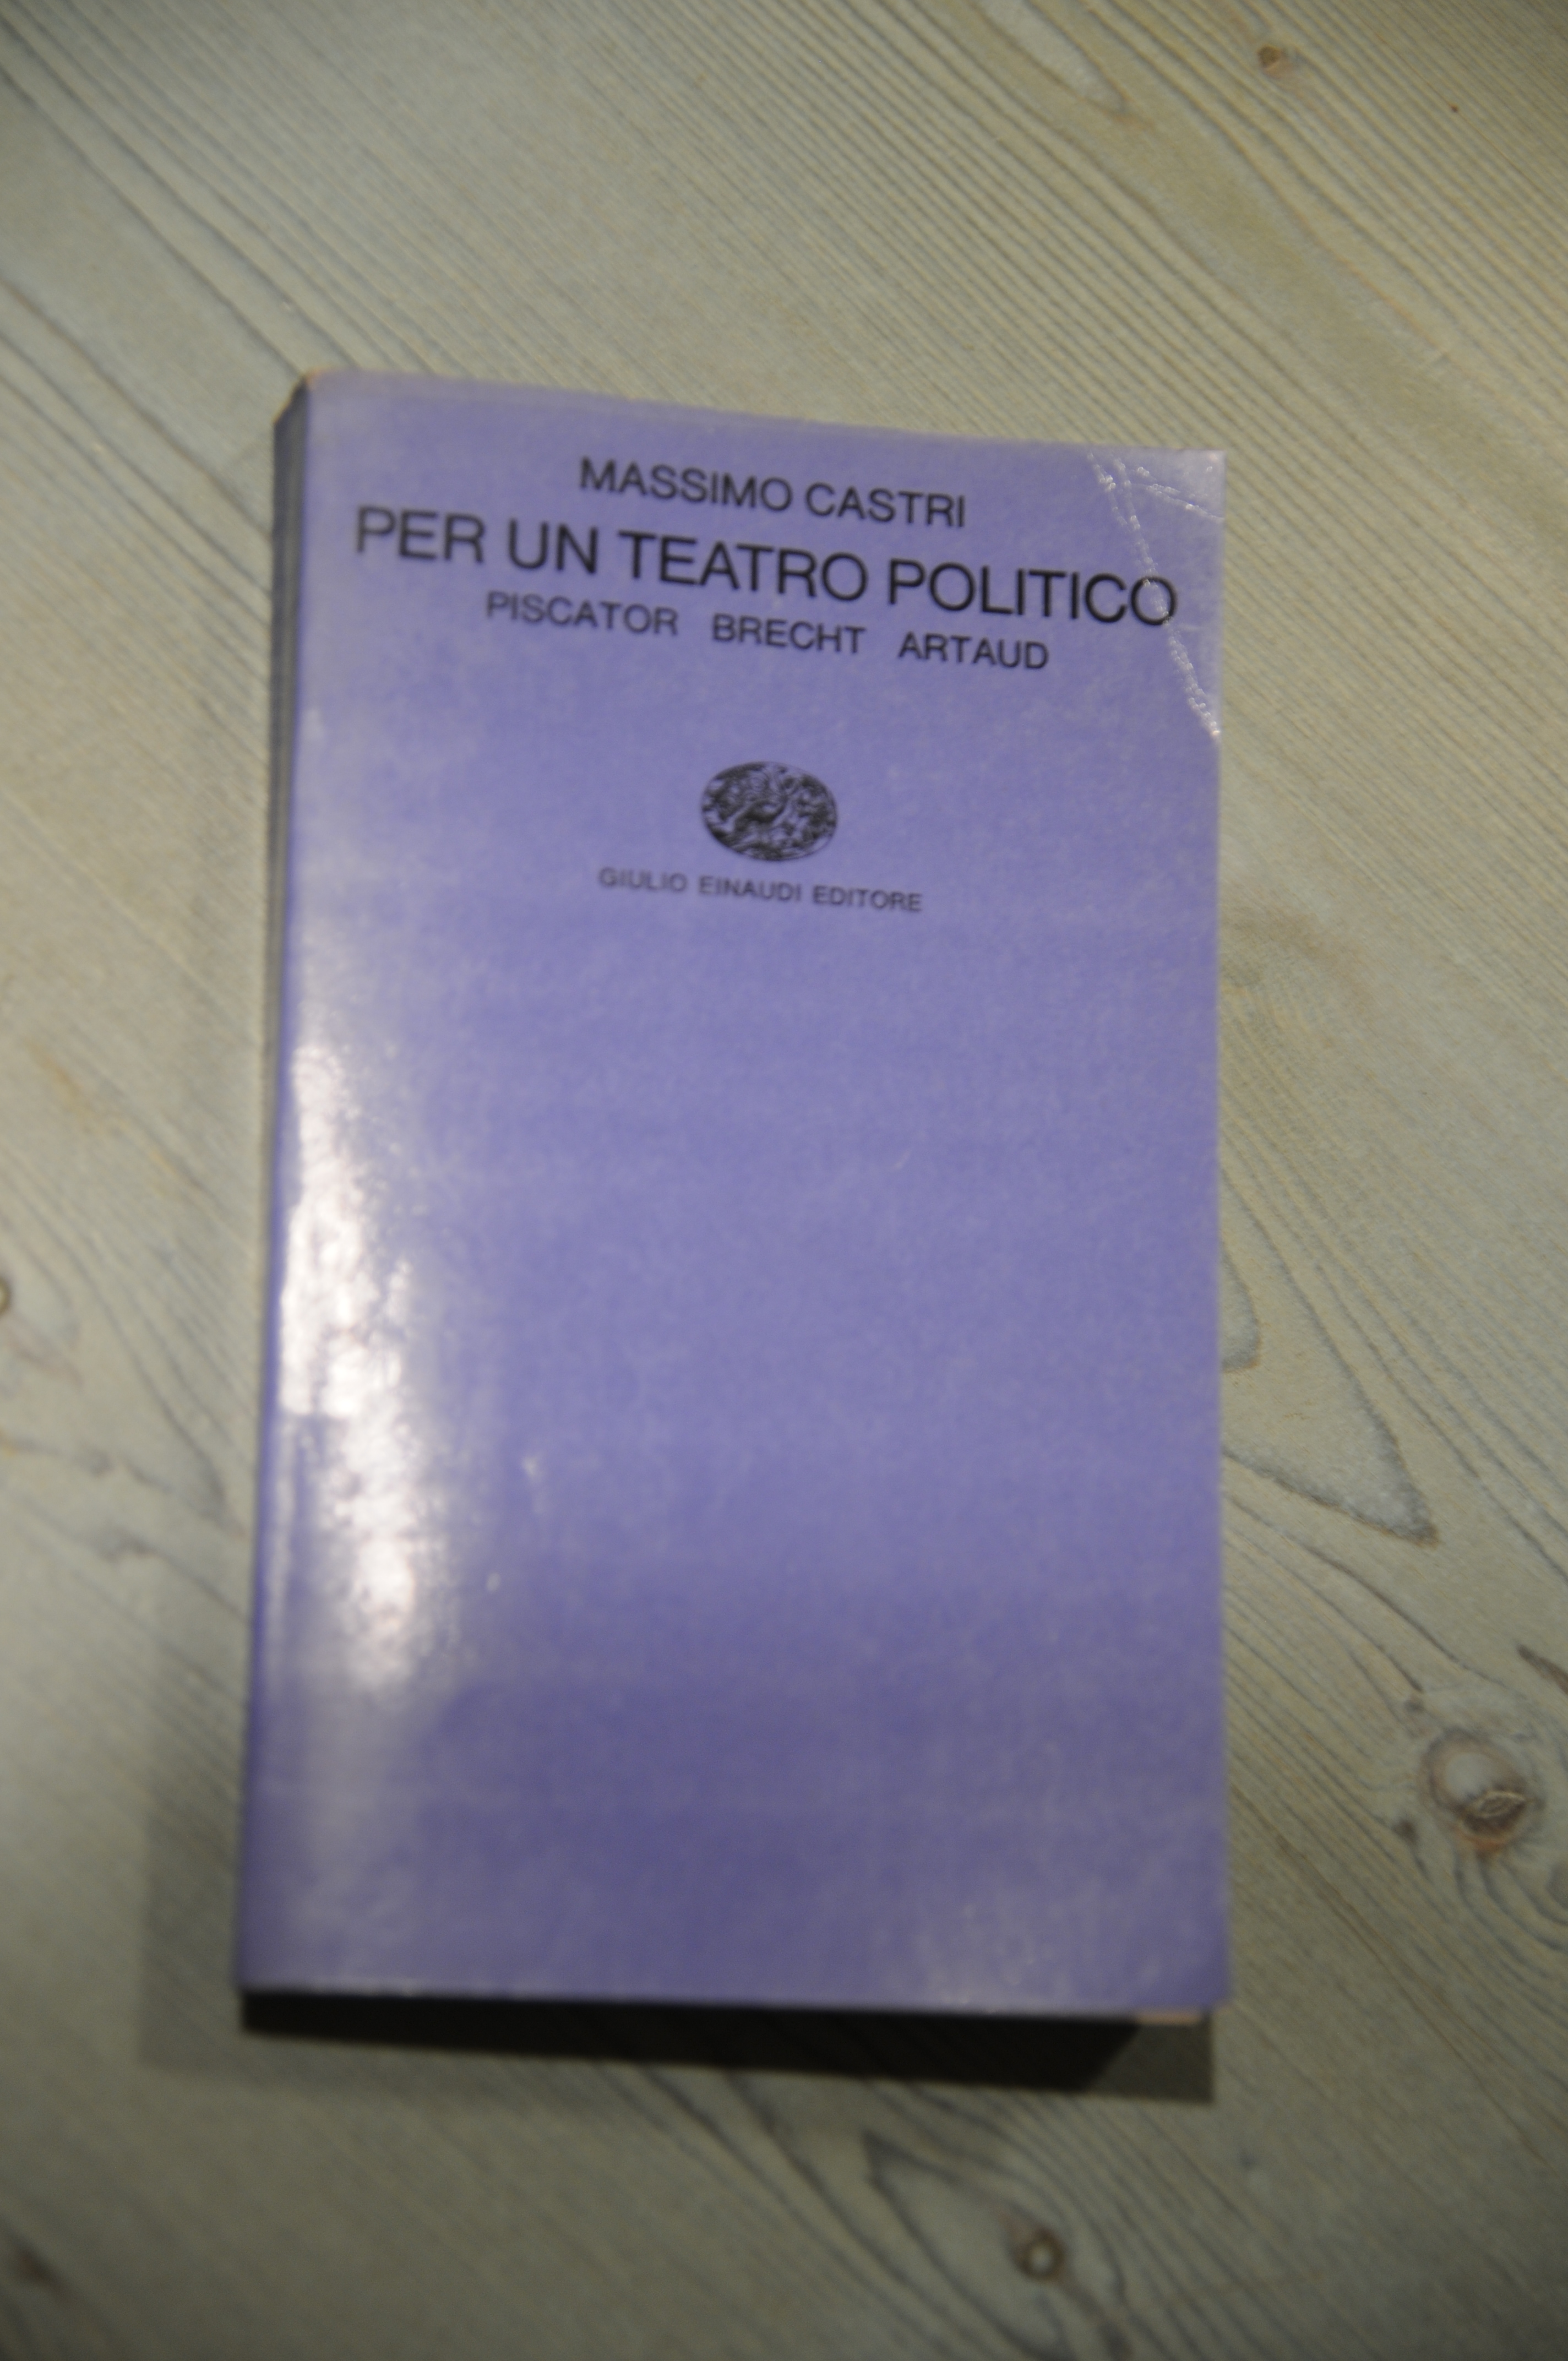 MASSIMO CASTRI
PER UN TEATRO POLITICO
PISCATOR BRECHT ARTAUD
GIULIO EINAUDI EDITORE